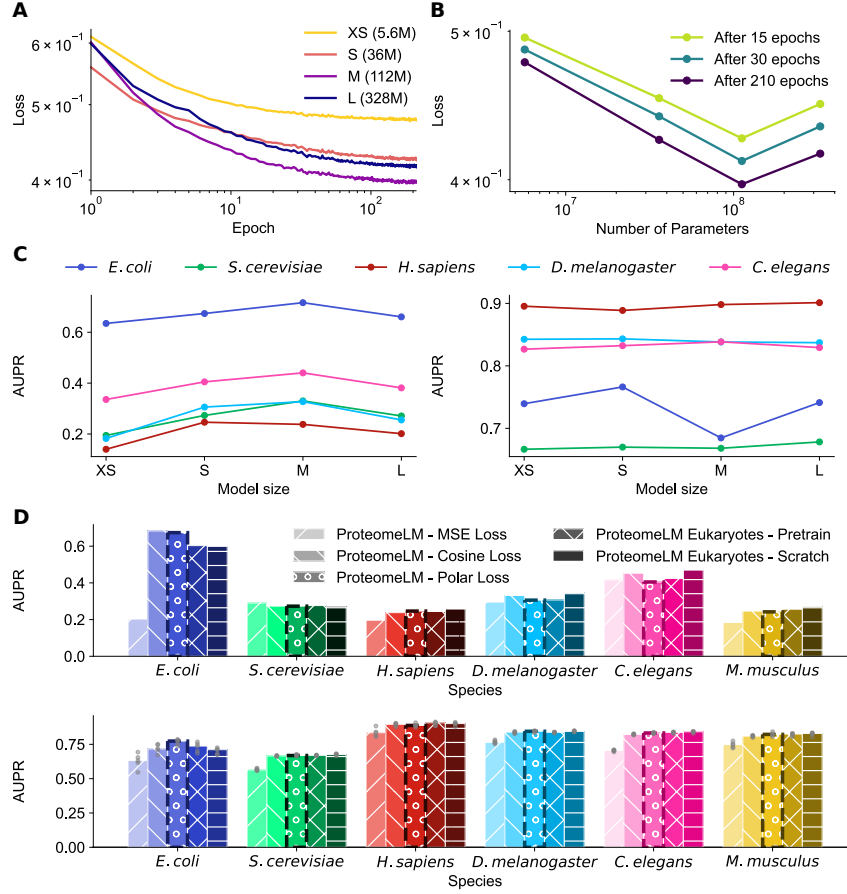 A
6 × 10⁻¹
5 × 10⁻¹
4 × 10⁻¹
Loss
XS (5.6M)
S (36M)
M (112M)
L (328M)
10⁰
10¹
10²
Epoch
B
5 × 10⁻¹
4 × 10⁻¹
Loss
After 15 epochs
After 30 epochs
After 210 epochs
10⁷
10⁸
Number of Parameters
C
E. coli
S. cerevisiae
H. sapiens
D. melanogaster
C. elegans
AUPR
0.6
0.4
0.2
XS
S
M
L
Model size
AUPR
0.9
0.8
0.7
XS
S
M
L
Model size
D
AUPR
0.6
0.4
0.2
0.0
ProteomeLM - MSE Loss
ProteomeLM - Cosine Loss
ProteomeLM - Polar Loss
ProteomeLM Eukaryotes - Pretrain
ProteomeLM Eukaryotes - Scratch
E. coli
S. cerevisiae
H. sapiens
D. melanogaster
C. elegans
M. musculus
Species
AUPR
0.75
0.50
0.25
0.00
E. coli
S. cerevisiae
H. sapiens
D. melanogaster
C. elegans
M. musculus
Species